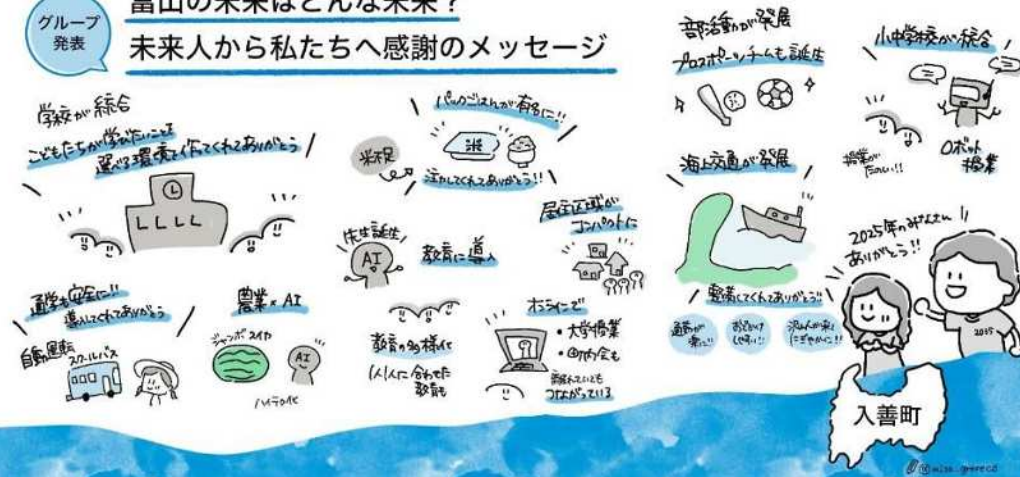 グループ
発表
富山の未来はどんな未来?
未来人から私たちへ感謝のメッセージ
学校が統合
こどもたちが学びたいことを
選べる環境を作ってくれてありがとう
パックごはんが有名に!!
米不足
注力してくれてありがとう!!
先生誕生
AI
教育に導入
居住区域が
コンパクトに
通学も安全に!!
導入してくれてありがとう
自動運転
スクールバス
農業×AI
ジャンボスイカ
AI
ハイテク化
教育の多様化
1人1人に合わせた
教育も
オンラインで
・大学授業
・町内会も
離れていても
つながっている
部活動が発展
プロスポーツチームも誕生
小中学校が統合
授業が
たのしい!!
ロボット
授業
海上交通が発展
整備してくれてありがとう!!
通勤が
楽に!!
おでかけ
しやすい!!
沢山人が来て
にぎやかに!!
2025年のみなさん
ありがとう!!
入善町